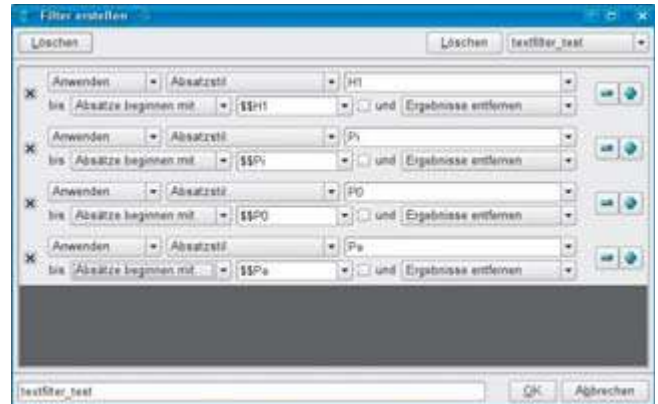 Filter erstellen
Löschen Löschen textfilter_test
Anwenden Absatzstil H1
bis Absätze beginnen mit $$H1 und Ergebnisse entfernen
Anwenden Absatzstil Pi
bis Absätze beginnen mit $$Pi und Ergebnisse entfernen
Anwenden Absatzstil P0
bis Absätze beginnen mit $$P0 und Ergebnisse entfernen
Anwenden Absatzstil Pa
bis Absätze beginnen mit $$Pa und Ergebnisse entfernen
textfilter_test OK Abbrechen